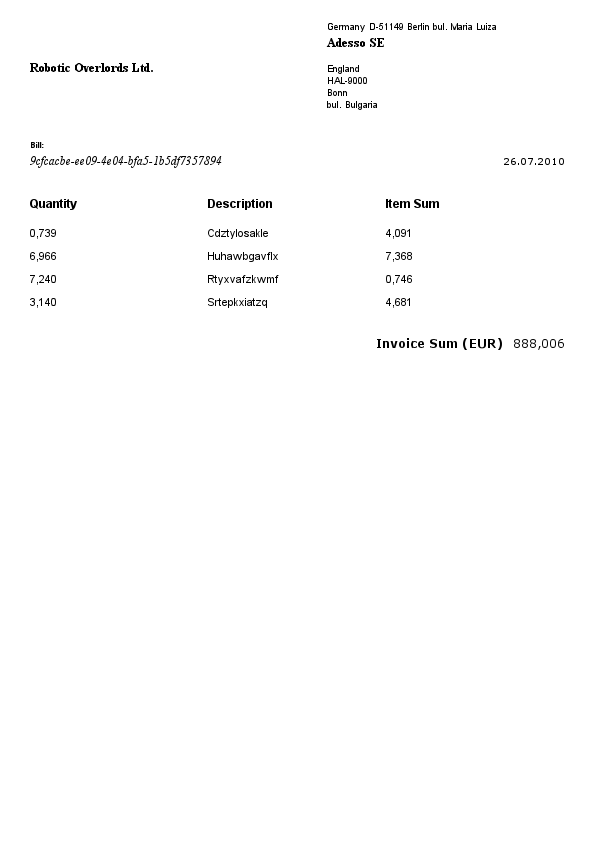 Germany D-51149 Berlin bul. Maria Luiza
Adesso SE
Robotic Overlords Ltd.
England
HAL-9000
Bonn
bul. Bulgaria
Bill:
9cfcacbe-ee09-4e04-bfa5-1b5df7357894
26.07.2010
Quantity Description Item Sum
0,739 Cdztylosakle 4,091
6,966 Huhawbgavflx 7,368
7,240 Rtyxvafzkwmf 0,746
3,140 Srtepkxiatzq 4,681
Invoice Sum (EUR) 888,006